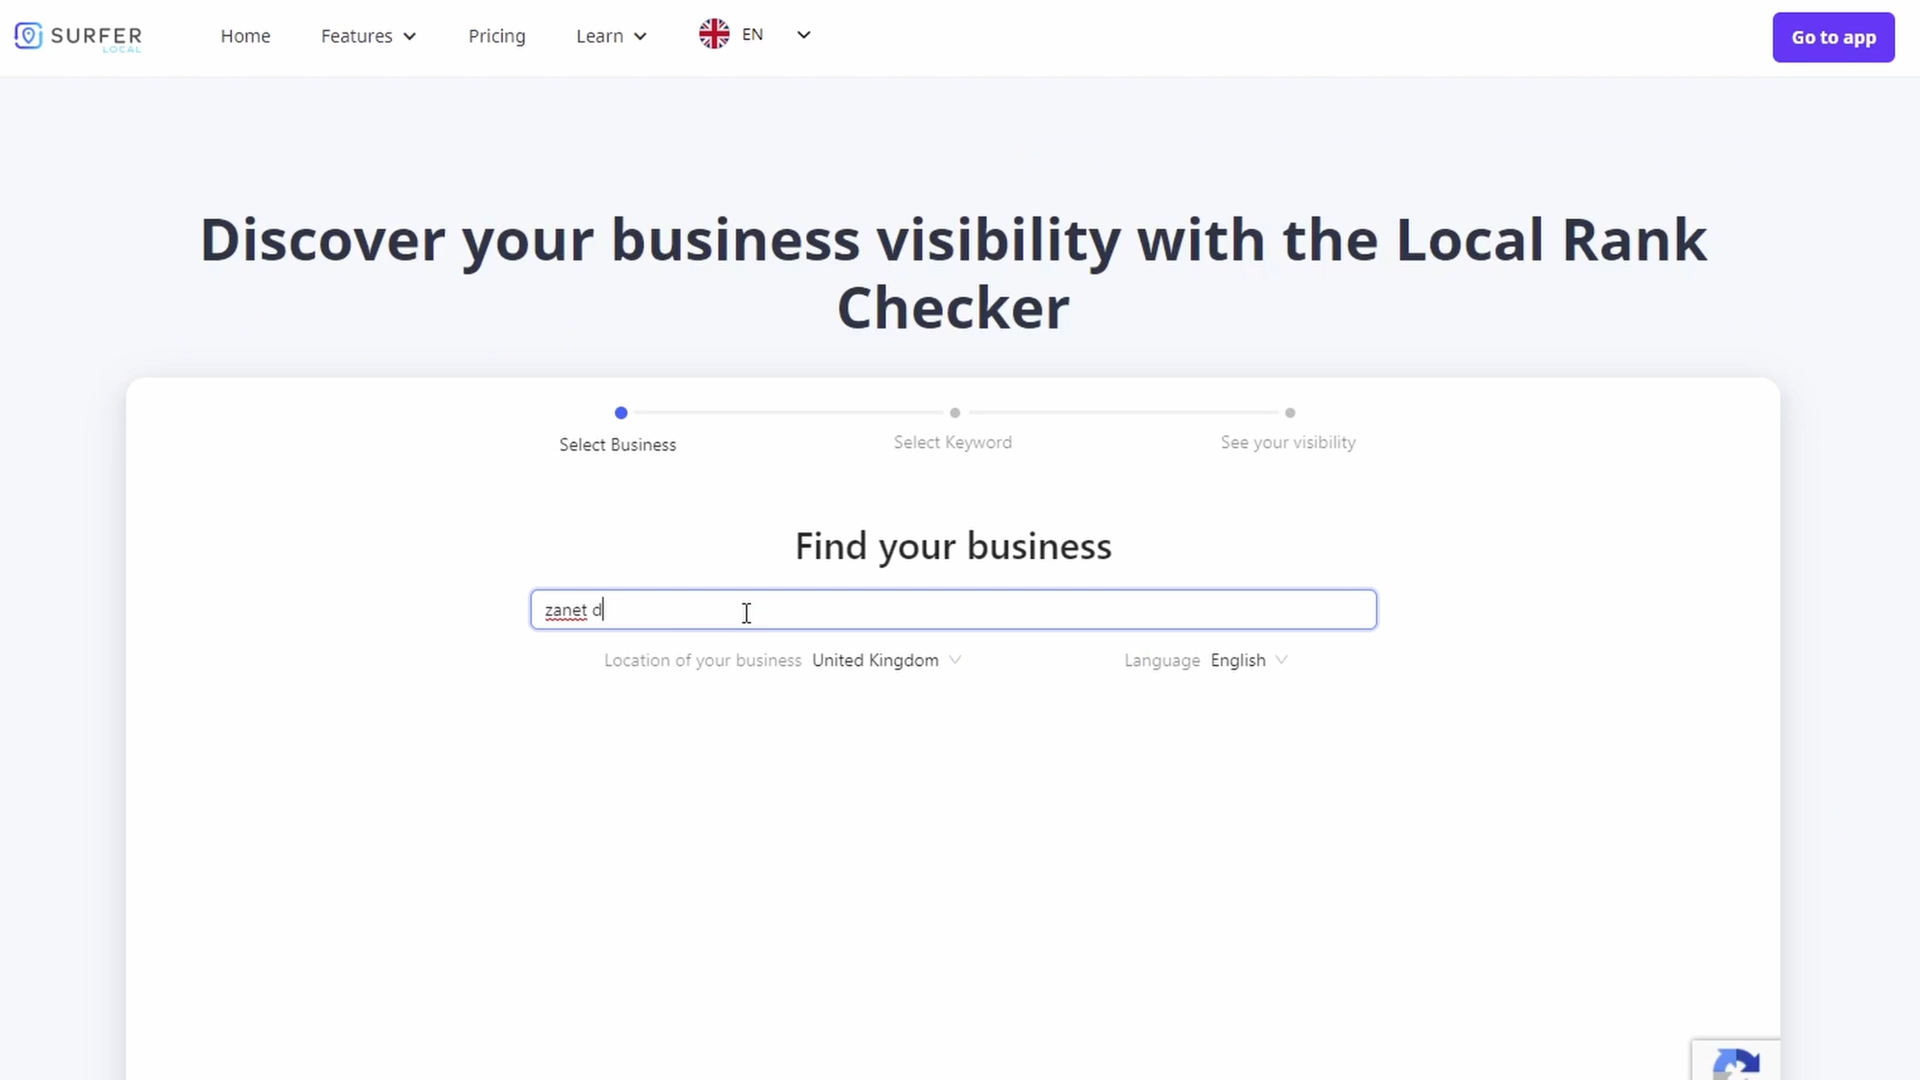 SURFER
LOCAL
Home
Features
Pricing
Learn
EN
Go to app
Discover your business visibility with the Local Rank
Checker
Select Business
Select Keyword
See your visibility
Find your business
zanet d
Location of your business United Kingdom
Language English